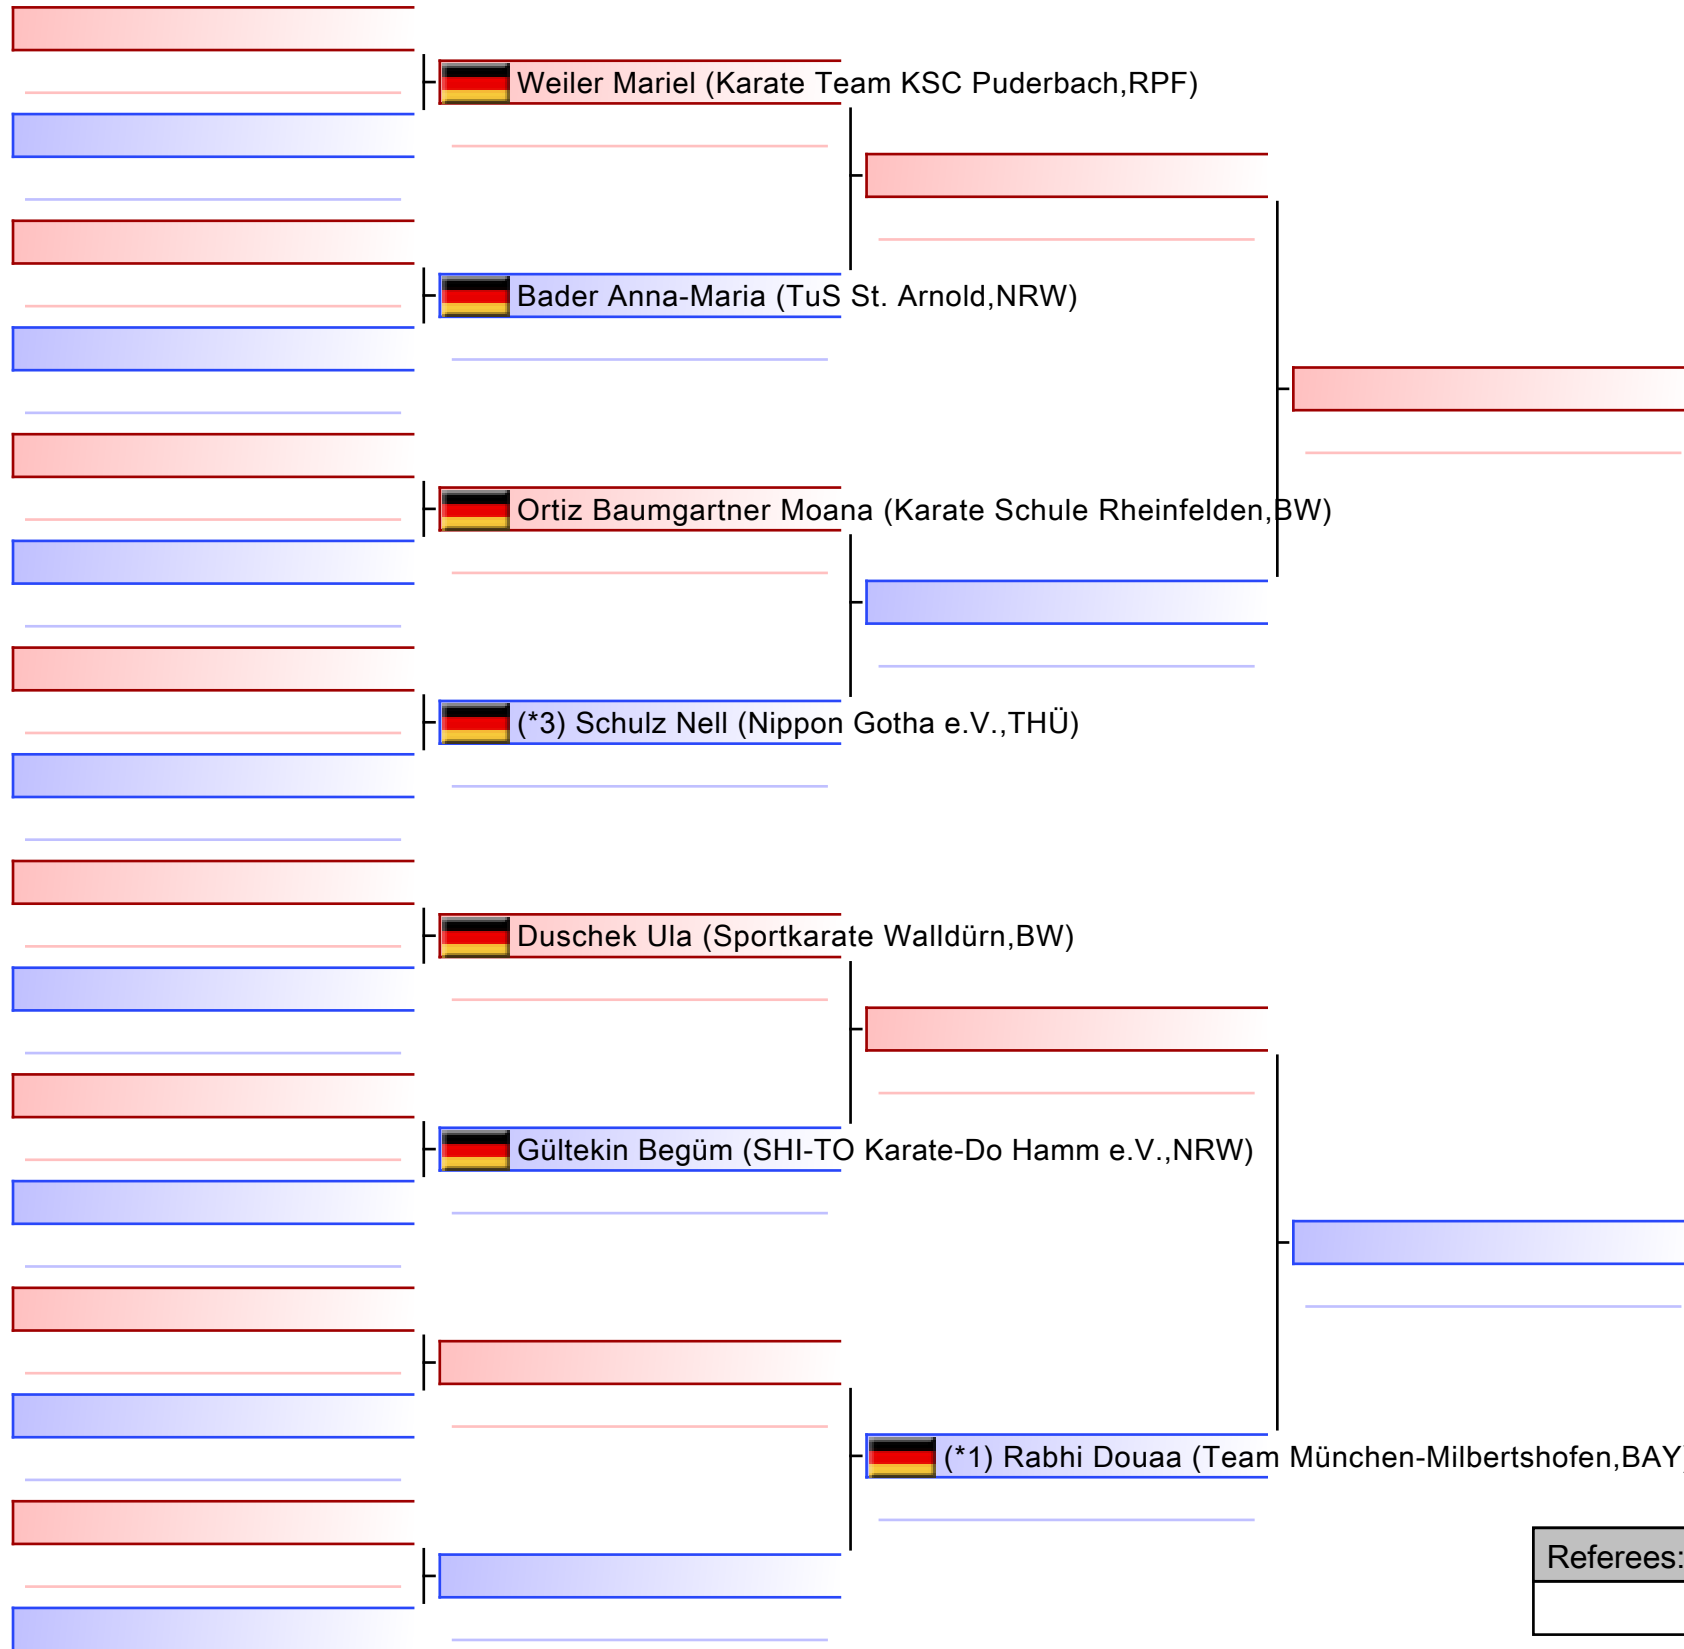 Weiler Mariel (Karate Team KSC Puderbach,RPF)
Bader Anna-Maria (TuS St. Arnold,NRW)
Ortiz Baumgartner Moana (Karate Schule Rheinfelden,BW)
(*3) Schulz Nell (Nippon Gotha e.V.,THÜ)
Duschek Ula (Sportkarate Walldürn,BW)
Gültekin Begüm (SHI-TO Karate-Do Hamm e.V.,NRW)
(*1) Rabhi Douaa (Team München-Milbertshofen,BAY)
Referees: